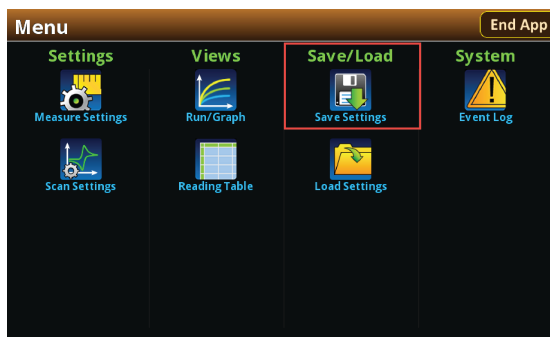 Menu
End App
Settings
Views
Save/Load
System
Measure Settings
Run/Graph
Save Settings
Event Log
Scan Settings
Reading Table
Load Settings